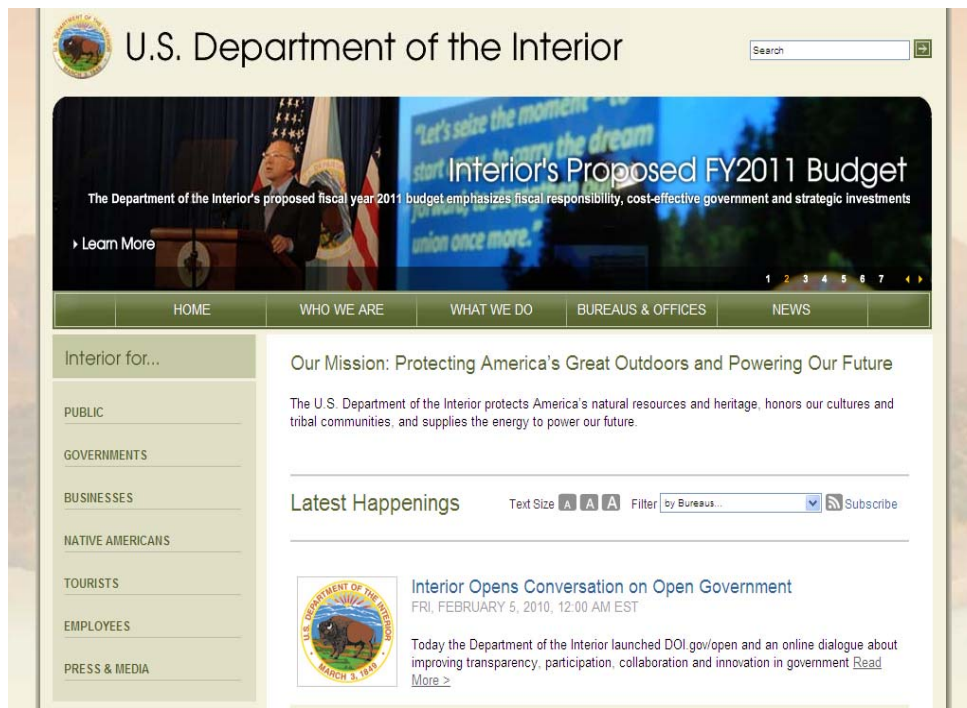 U.S. Department of the Interior
Search
"Let's seize the moment – to
start the dream
Interior's Proposed FY2011 Budget
The Department of the Interior's proposed fiscal year 2011 budget emphasizes fiscal responsibility, cost-effective government and strategic investments
union once more."
Learn More
1 2 3 4 5 6 7
HOME WHO WE ARE WHAT WE DO BUREAUS & OFFICES NEWS
Interior for...
PUBLIC
GOVERNMENTS
BUSINESSES
NATIVE AMERICANS
TOURISTS
EMPLOYEES
PRESS & MEDIA
Our Mission: Protecting America's Great Outdoors and Powering Our Future
The U.S. Department of the Interior protects America's natural resources and heritage, honors our cultures and
tribal communities, and supplies the energy to power our future.
Latest Happenings Text Size A A A Filter by Bureaus... Subscribe
U.S. DEPARTMENT OF THE INTERIOR
MARCH 3, 1849
Interior Opens Conversation on Open Government
FRI, FEBRUARY 5, 2010, 12:00 AM EST
Today the Department of the Interior launched DOI.gov/open and an online dialogue about
improving transparency, participation, collaboration and innovation in government Read
More >